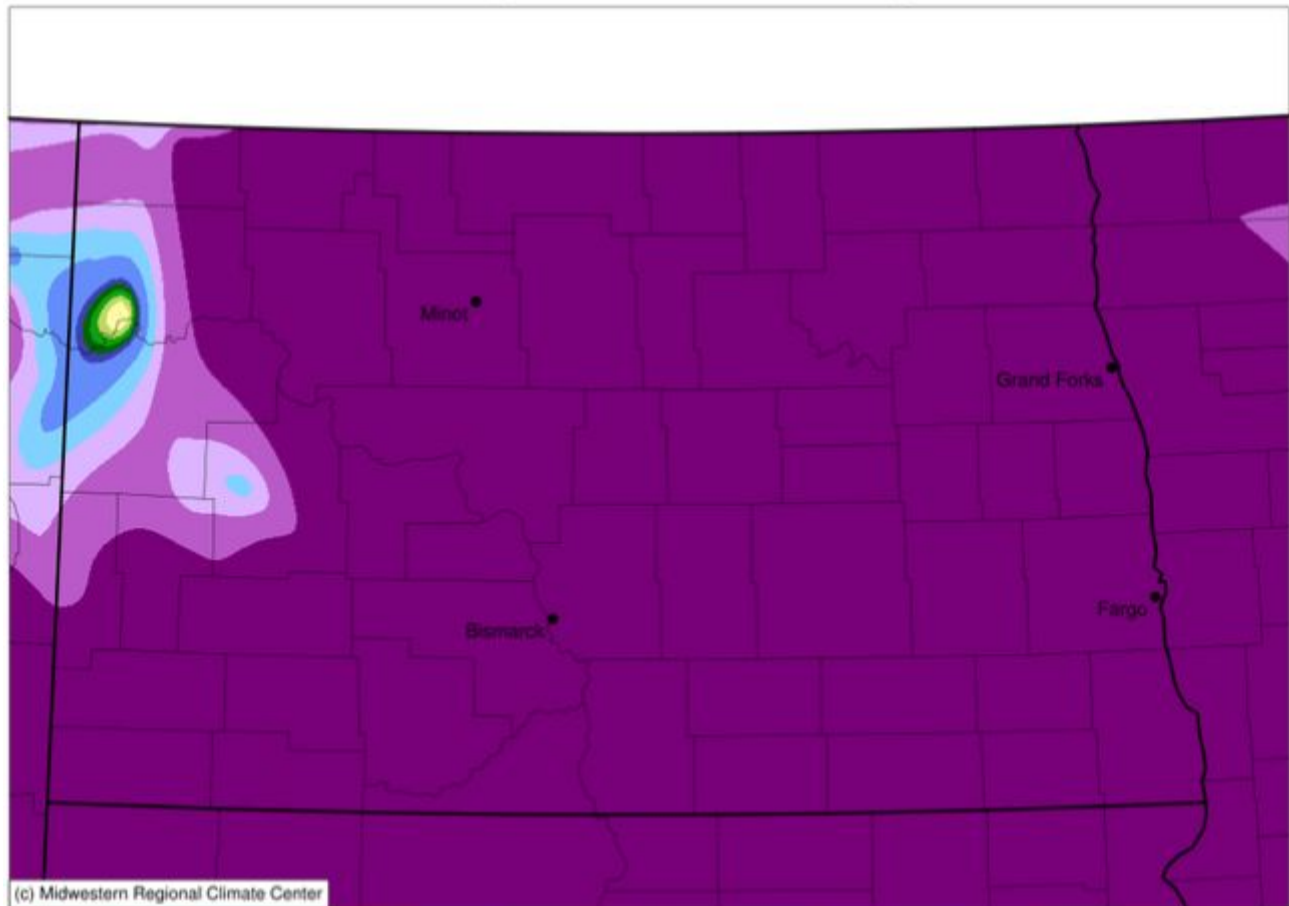 Minot
Grand Forks
Fargo
Bismarck
(c) Midwestern Regional Climate Center